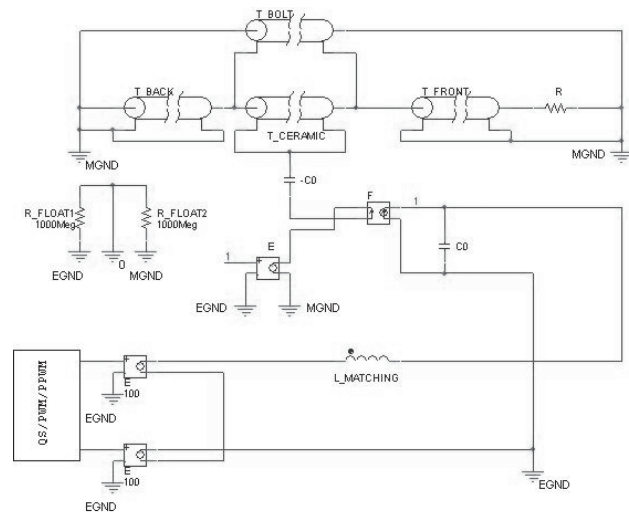 T_BOLT
T_BACK
T_FRONT
R
T_CERAMIC
MGND
MGND
-C0
F
R_FLOAT1
1000Meg
R_FLOAT2
1000Meg
1
C0
1
E
EGND
0
MGND
EGND
MGND
QS/PWM/PPWM
E
100
L_MATCHING
EGND
E
100
EGND
EGND